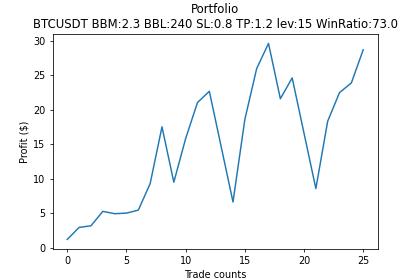 Portfolio
BTCUSDT BBM:2.3 BBL:240 SL:0.8 TP:1.2 lev:15 WinRatio:73.0
30
25
20
15
10
5
0
Profit ($)
0 5 10 15 20 25
Trade counts